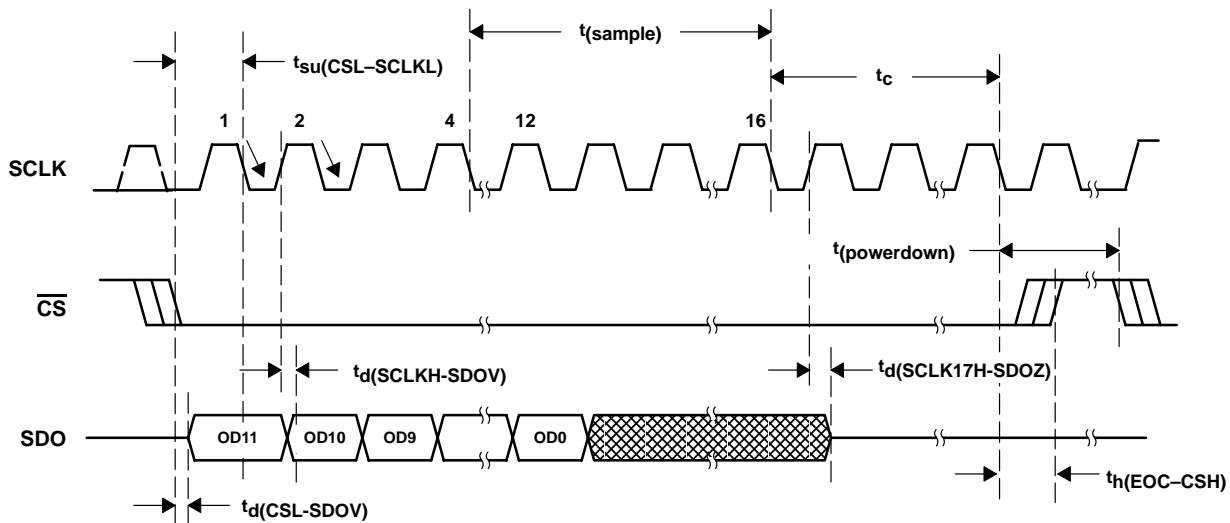 t(sample)
tsu(CSL–SCLKL)
tc
1 2 4 12 16
SCLK
t(powerdown)
CS
td(SCLKH-SDOV)
td(SCLK17H-SDOZ)
SDO
OD11 OD10 OD9 OD0
th(EOC–CSH)
td(CSL-SDOV)